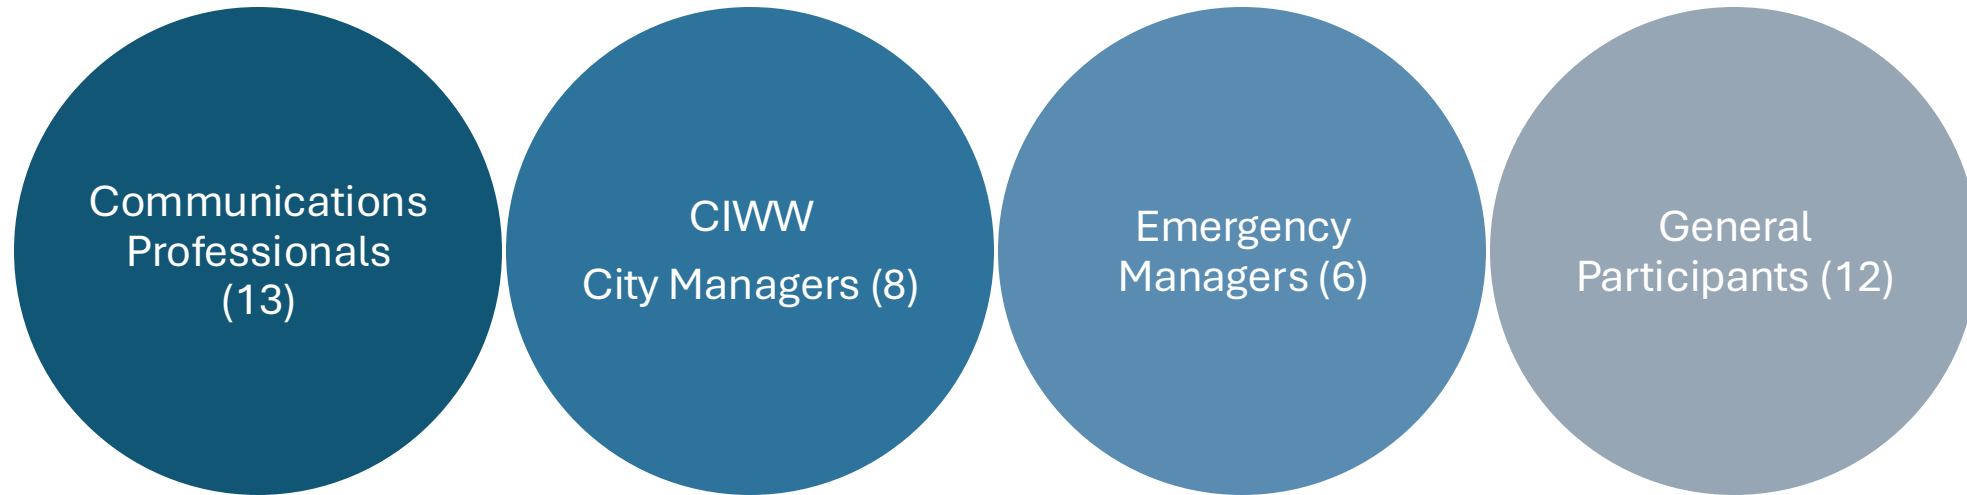 Communications
Professionals
(13)
CIWW
City Managers (8)
Emergency
Managers (6)
General
Participants (12)